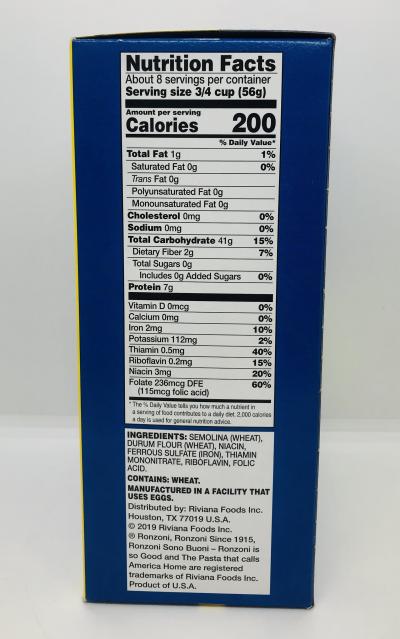 Nutrition Facts
About 8 servings per container
Serving size 3/4 cup (56g)
Amount per serving
Calories 200
% Daily Value*
Total Fat 1g 1%
Saturated Fat 0g 0%
Trans Fat 0g
Polyunsaturated Fat 0g
Monounsaturated Fat 0g
Cholesterol 0mg 0%
Sodium 0mg 0%
Total Carbohydrate 41g 15%
Dietary Fiber 2g 7%
Total Sugars 0g
Includes 0g Added Sugars 0%
Protein 7g
Vitamin D 0mcg 0%
Calcium 0mg 0%
Iron 2mg 10%
Potassium 112mg 2%
Thiamin 0.5mg 40%
Riboflavin 0.2mg 15%
Niacin 3mg 20%
Folate 236mcg DFE 60%
(115mcg folic acid)
* The % Daily Value tells you how much a nutrient in
a serving of food contributes to a daily diet. 2,000 calories
a day is used for general nutrition advice.
INGREDIENTS: SEMOLINA (WHEAT),
DURUM FLOUR (WHEAT), NIACIN,
FERROUS SULFATE (IRON), THIAMIN
MONONITRATE, RIBOFLAVIN, FOLIC
ACID.
CONTAINS: WHEAT.
MANUFACTURED IN A FACILITY THAT
USES EGGS.
Distributed by: Riviana Foods Inc.
Houston, TX 77019 U.S.A.
© 2019 Riviana Foods Inc.
® Ronzoni, Ronzoni Since 1915,
Ronzoni Sono Buoni – Ronzoni is
so Good and The Pasta that calls
America Home are registered
trademarks of Riviana Foods Inc.
Product of U.S.A.